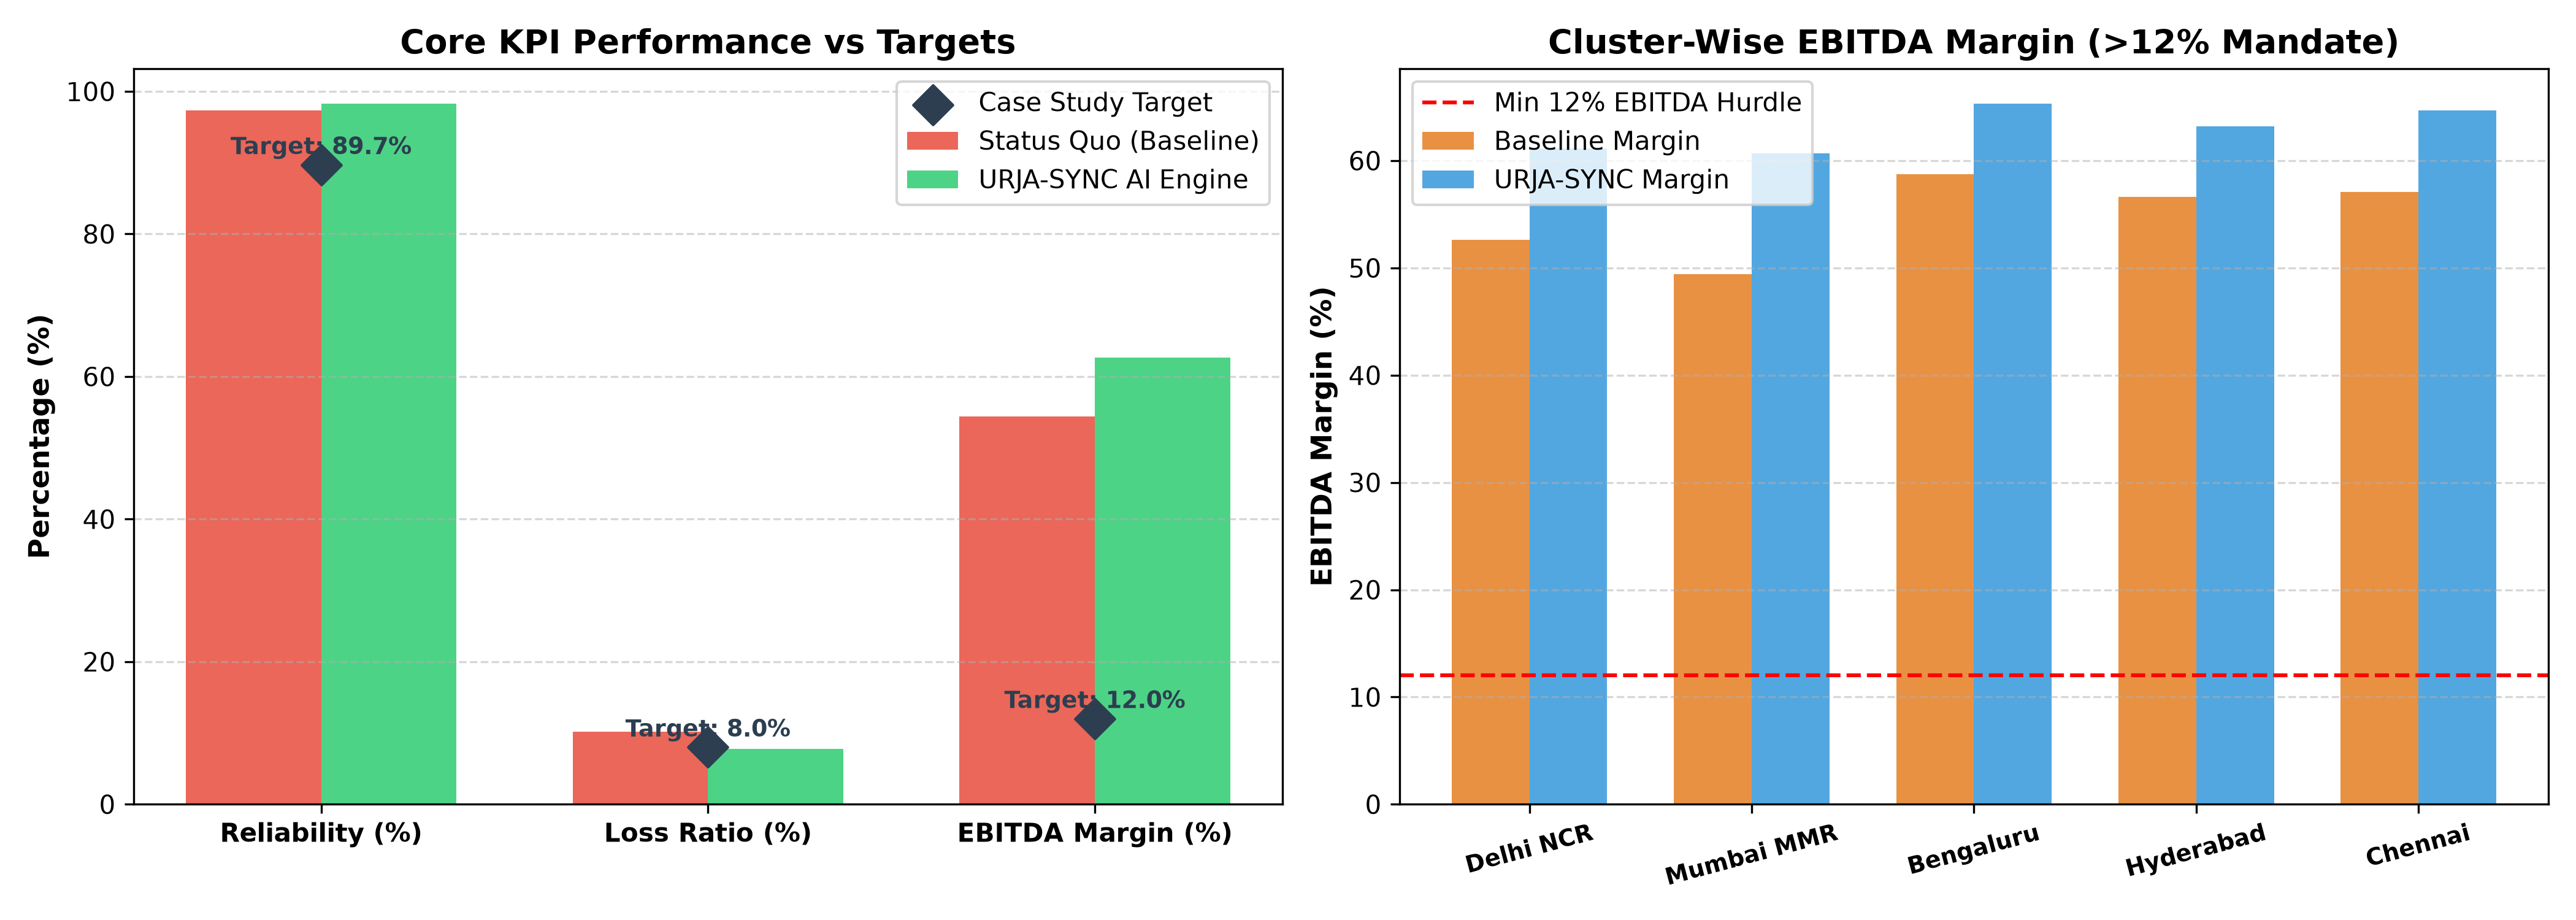 Core KPI Performance vs Targets
Percentage (%)
100
80
60
40
20
0
Case Study Target
Status Quo (Baseline)
URJA-SYNC AI Engine
Target: 89.7%
Target: 8.0%
Target: 12.0%
Reliability (%)
Loss Ratio (%)
EBITDA Margin (%)
Cluster-Wise EBITDA Margin (>12% Mandate)
EBITDA Margin (%)
60
50
40
30
20
10
0
Min 12% EBITDA Hurdle
Baseline Margin
URJA-SYNC Margin
Delhi NCR
Mumbai MMR
Bengaluru
Hyderabad
Chennai